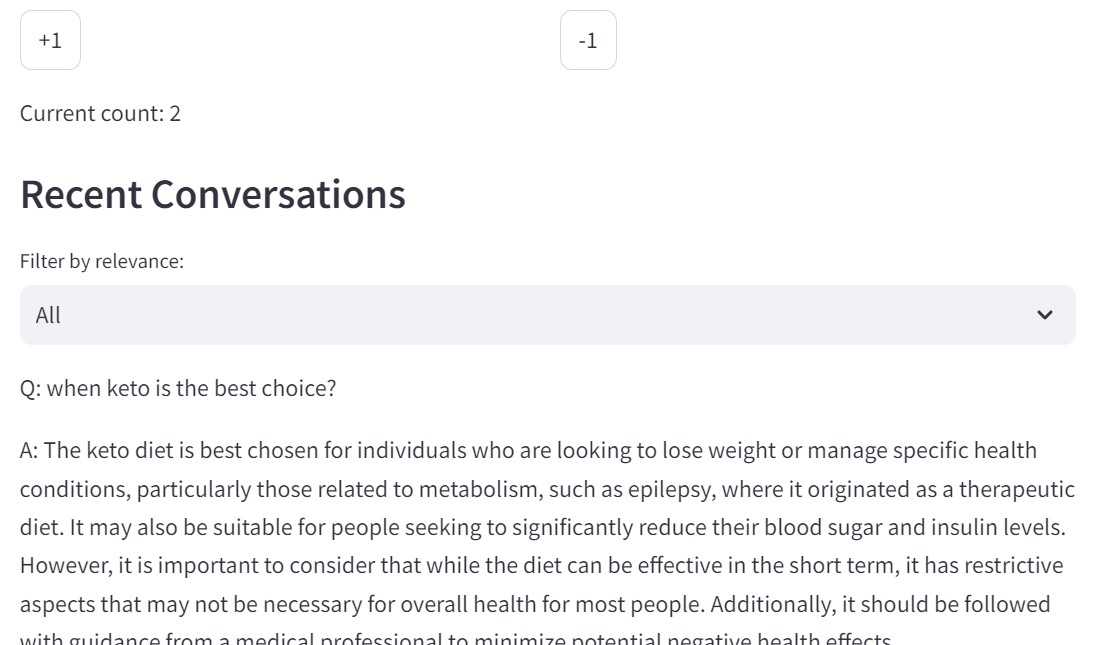 +1
-1
Current count: 2
Recent Conversations
Filter by relevance:
All
Q: when keto is the best choice?
A: The keto diet is best chosen for individuals who are looking to lose weight or manage specific health
conditions, particularly those related to metabolism, such as epilepsy, where it originated as a therapeutic
diet. It may also be suitable for people seeking to significantly reduce their blood sugar and insulin levels.
However, it is important to consider that while the diet can be effective in the short term, it has restrictive
aspects that may not be necessary for overall health for most people. Additionally, it should be followed
with guidance from a medical professional to minimize potential negative health effects.